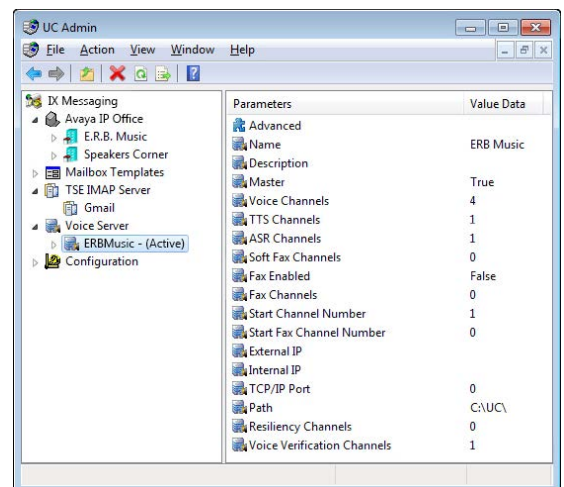 UC Admin
File Action View Window Help
IX Messaging
Avaya IP Office
E.R.B. Music
Speakers Corner
Mailbox Templates
TSE IMAP Server
Gmail
Voice Server
ERBMusic - (Active)
Configuration
Parameters Value Data
Advanced
Name ERB Music
Description
Master True
Voice Channels 4
TTS Channels 1
ASR Channels 1
Soft Fax Channels 0
Fax Enabled False
Fax Channels 0
Start Channel Number 1
Start Fax Channel Number 0
External IP
Internal IP
TCP/IP Port 0
Path C:\UC\
Resiliency Channels 0
Voice Verification Channels 1